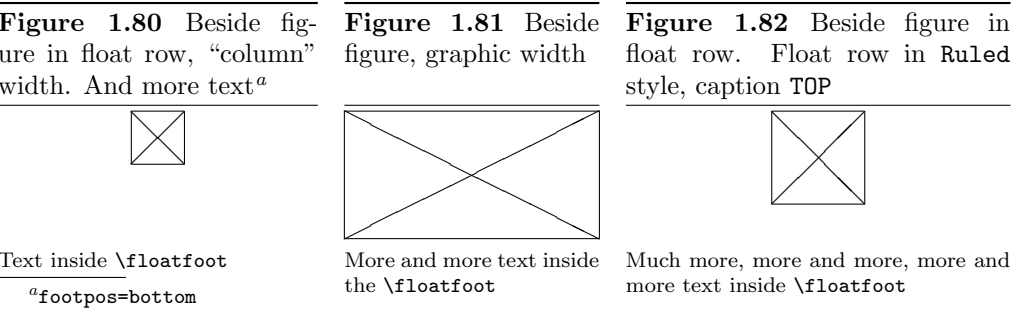 Figure 1.80 Beside fig-
ure in float row, “column”
width. And more text^a
Text inside \floatfoot
^afootpos=bottom
Figure 1.81 Beside
figure, graphic width
More and more text inside
the \floatfoot
Figure 1.82 Beside figure in
float row. Float row in Ruled
style, caption TOP
Much more, more and more, more and
more text inside \floatfoot